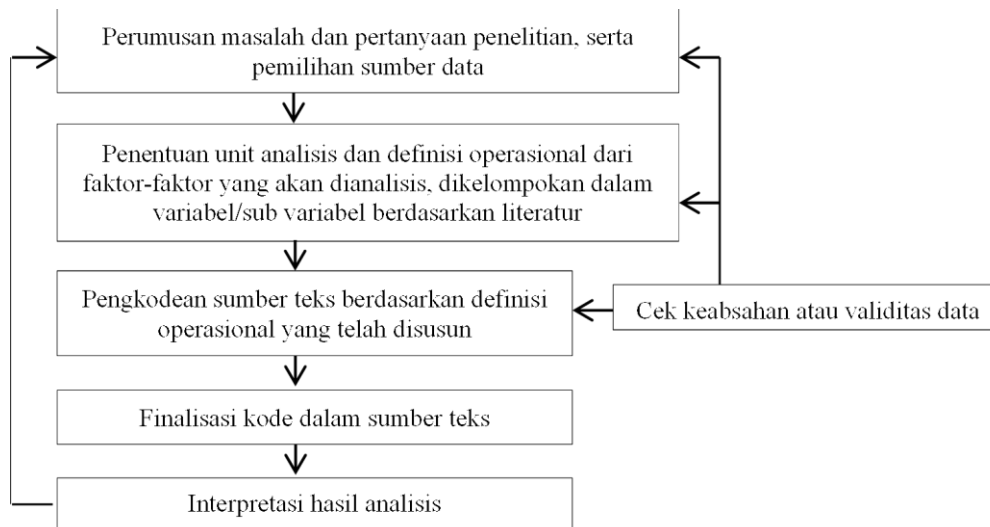 Perumusan masalah dan pertanyaan penelitian, serta
pemilihan sumber data
Penentuan unit analisis dan definisi operasional dari
faktor-faktor yang akan dianalisis, dikelompokan dalam
variabel/sub variabel berdasarkan literatur
Pengkodean sumber teks berdasarkan definisi
operasional yang telah disusun
Cek keabsahan atau validitas data
Finalisasi kode dalam sumber teks
Interpretasi hasil analisis